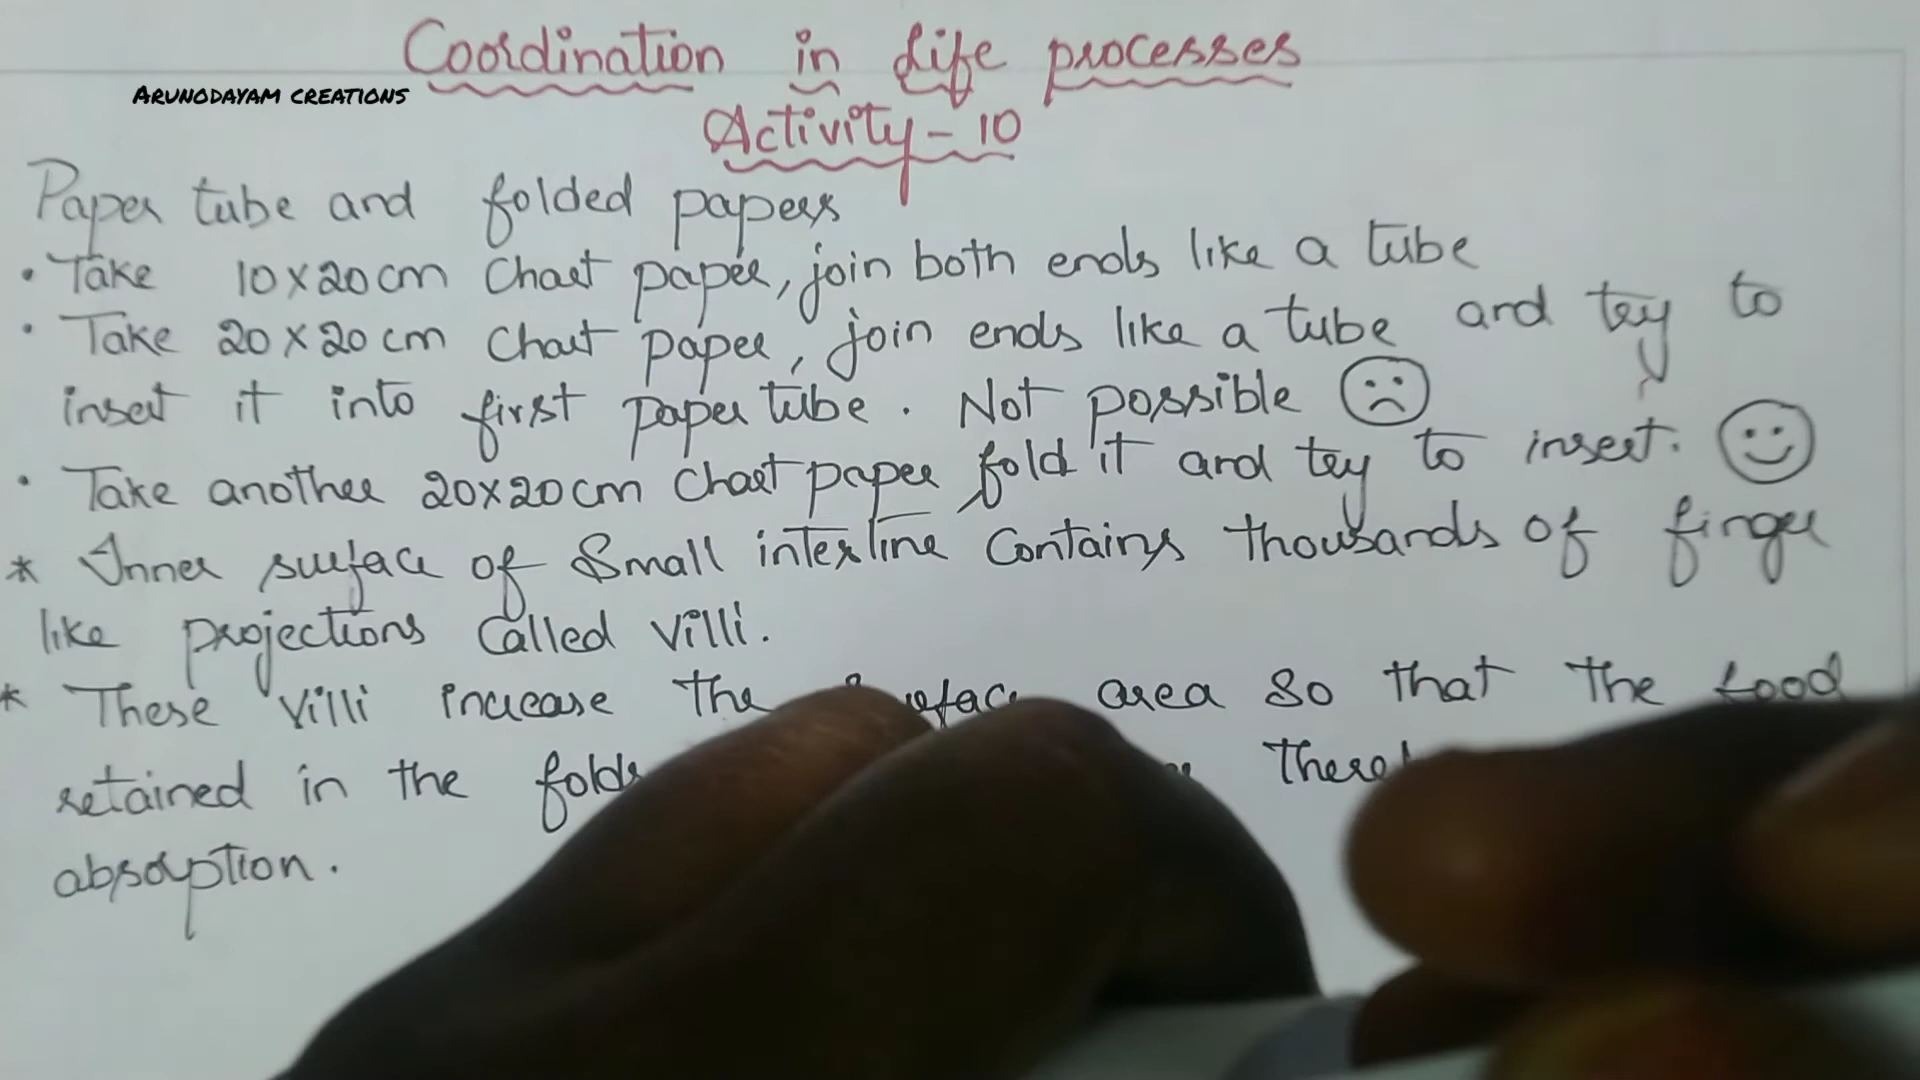 Coordination in Life processes
ARUNODAYAM CREATIONS
Activity - 10
Paper tube and folded papers
• Take 10x20cm Chart paper, join both ends like a tube
• Take 20x20cm Chart paper, join ends like a tube and try to
insert it into first paper tube. Not possible
• Take another 20x20cm Chart paper fold it and try to insert.
* Inner surface of Small intestine Contains thousands of finger
like projections Called Villi.
* These Villi increase the area so that the food
retained in the folds
absorption.